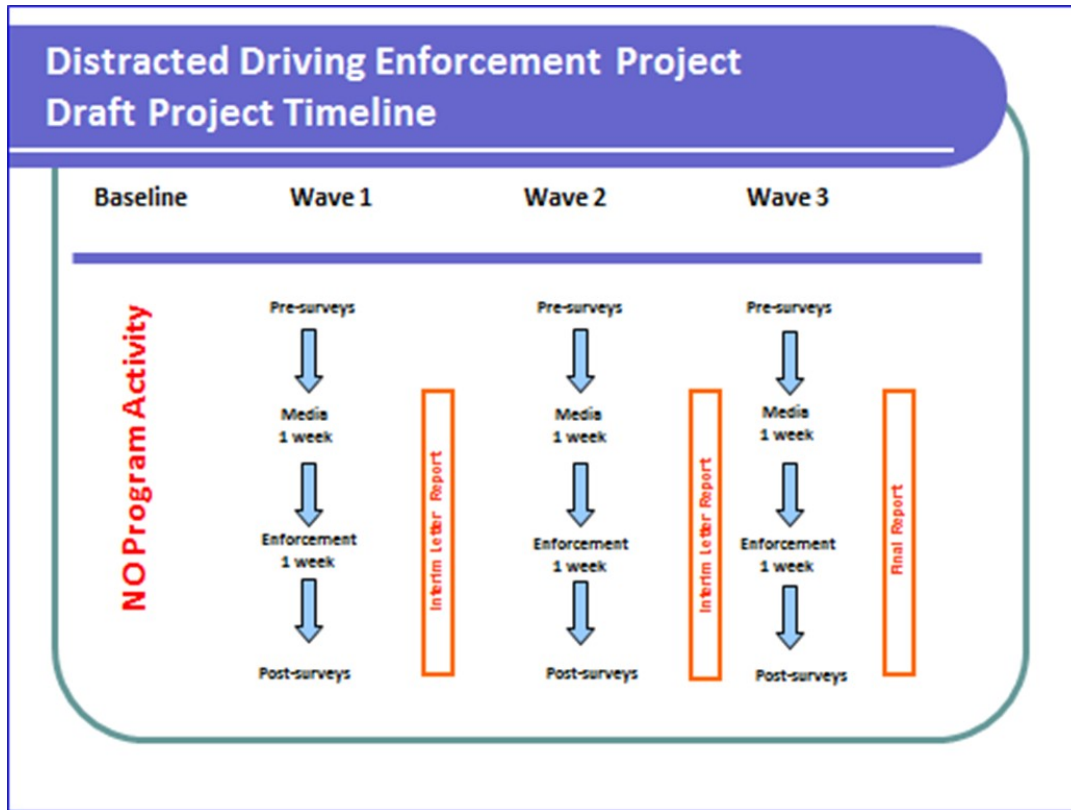 Distracted Driving Enforcement Project
Draft Project Timeline
Baseline
Wave 1
Wave 2
Wave 3
NO Program Activity
Pre-surveys
Media
1 week
Enforcement
1 week
Post-surveys
Interim Letter Report
Pre-surveys
Media
1 week
Enforcement
1 week
Post-surveys
Interim Letter Report
Pre-surveys
Media
1 week
Enforcement
1 week
Post-surveys
Final Report